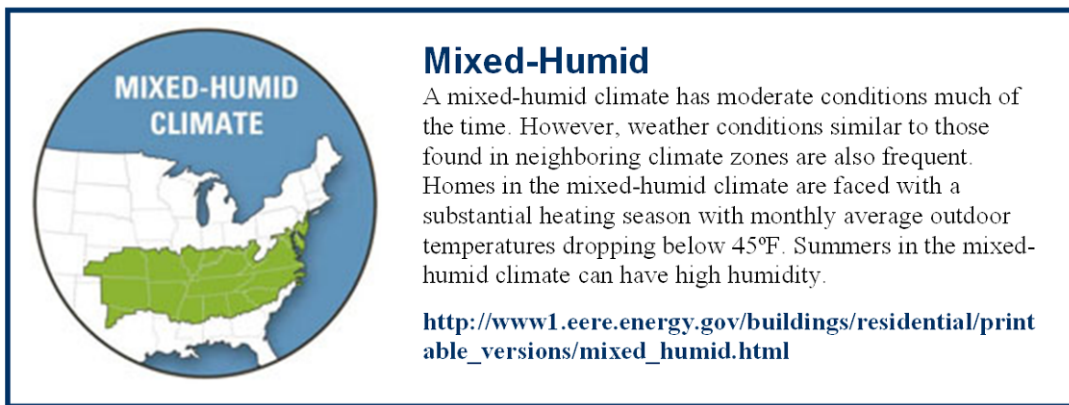 MIXED-HUMID
CLIMATE
Mixed-Humid
A mixed-humid climate has moderate conditions much of
the time. However, weather conditions similar to those
found in neighboring climate zones are also frequent.
Homes in the mixed-humid climate are faced with a
substantial heating season with monthly average outdoor
temperatures dropping below 45ºF. Summers in the mixed-
humid climate can have high humidity.
http://www1.eere.energy.gov/buildings/residential/print
able_versions/mixed_humid.html